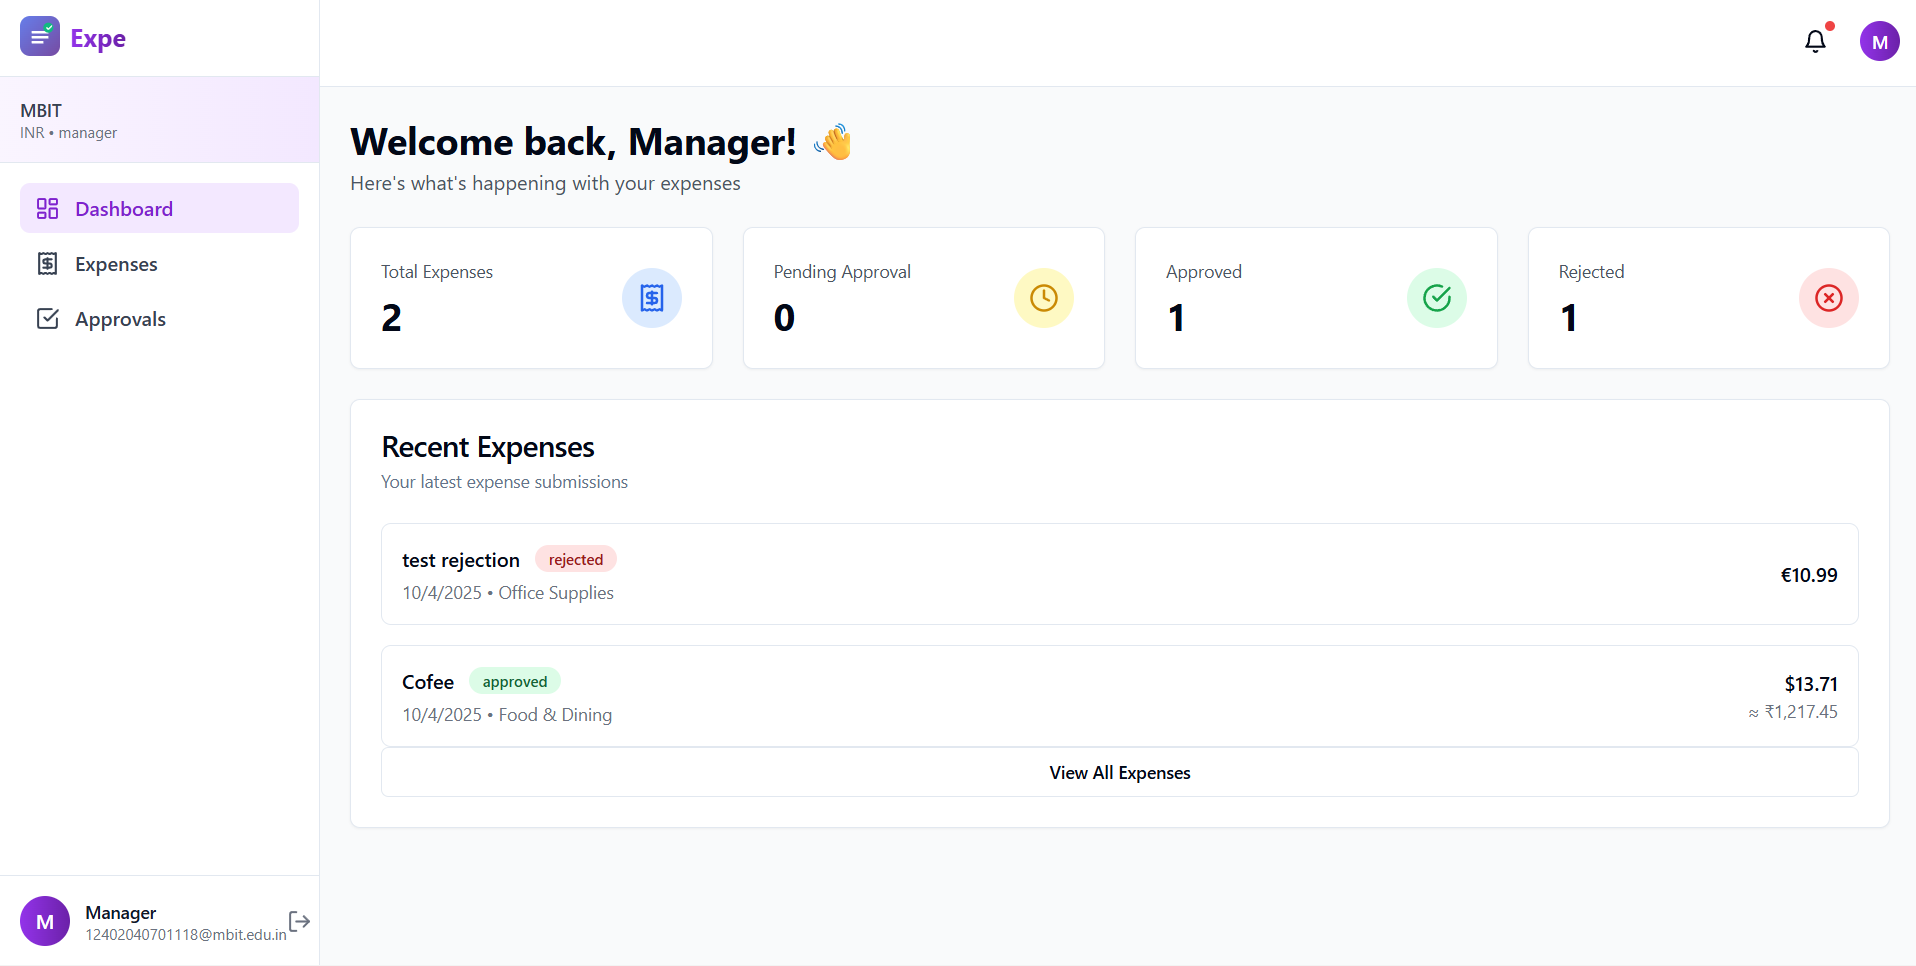 Expe
M
MBIT
INR • manager
Dashboard
Expenses
Approvals
Welcome back, Manager! 👋
Here's what's happening with your expenses
Total Expenses
2
Pending Approval
0
Approved
1
Rejected
1
Recent Expenses
Your latest expense submissions
test rejection rejected
10/4/2025 • Office Supplies
€10.99
Cofee approved
10/4/2025 • Food & Dining
$13.71
≈ ₹1,217.45
View All Expenses
M
Manager
12402040701118@mbit.edu.in